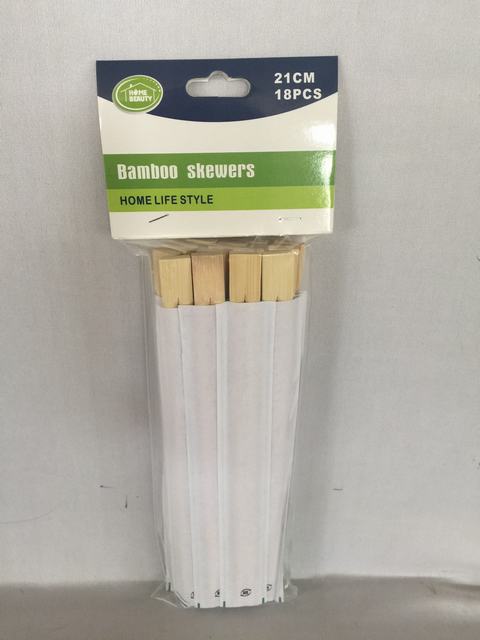 HOME
BEAUTY
21CM
18PCS
Bamboo skewers
HOME LIFE STYLE